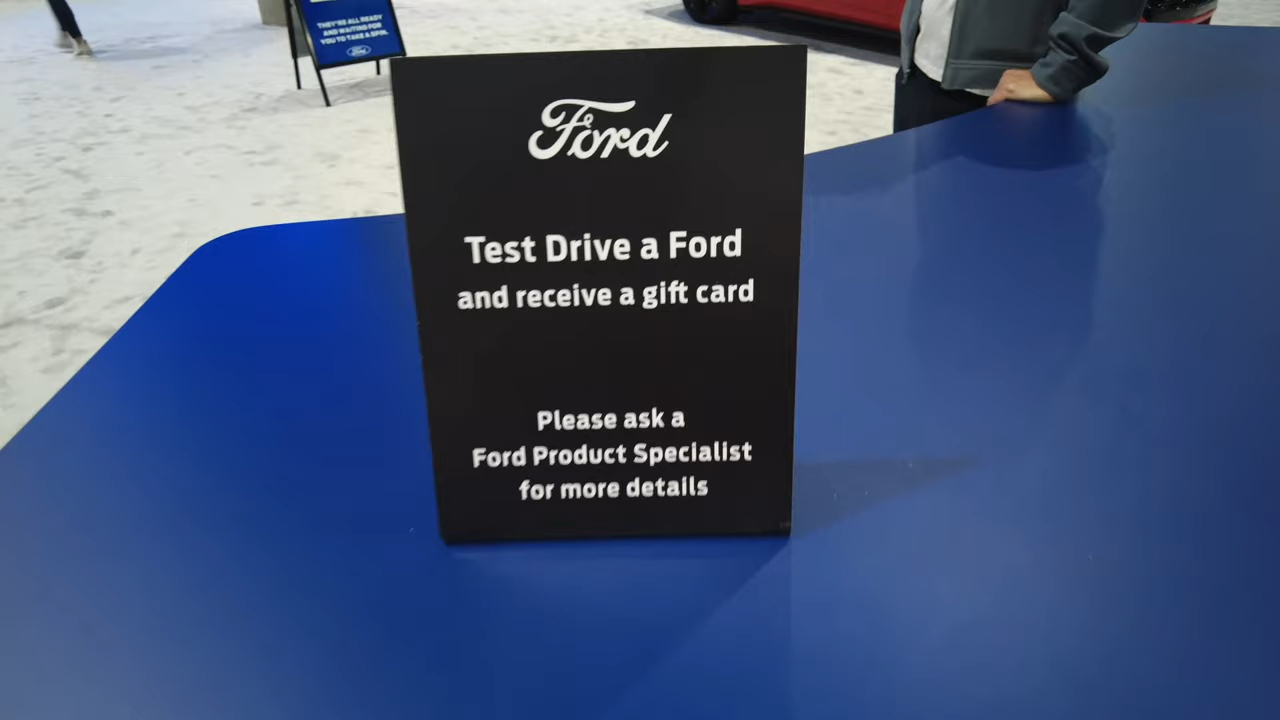 THEY'RE ALL READY
AND WAITING FOR
YOU TO TAKE A SPIN.
Ford
Ford
Test Drive a Ford
and receive a gift card
Please ask a
Ford Product Specialist
for more details